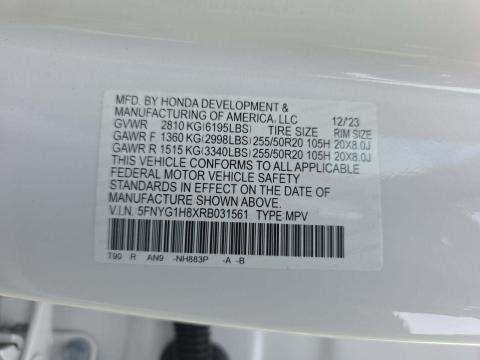 MFD. BY HONDA DEVELOPMENT &
MANUFACTURING OF AMERICA, LLC 12/'23
GVWR 2810 KG(6195LBS) TIRE SIZE RIM SIZE
GAWR F 1360 KG(2998LBS) 255/50R20 105H 20X8.0J
GAWR R 1515 KG(3340LBS) 255/50R20 105H 20X8.0J
THIS VEHICLE CONFORMS TO ALL APPLICABLE
FEDERAL MOTOR VEHICLE SAFETY
STANDARDS IN EFFECT ON THE DATE OF
MANUFACTURE SHOWN ABOVE.
V.I.N. 5FNYG1H8XRB031561 TYPE MPV
T90 R AN9 -NH883P -A -B